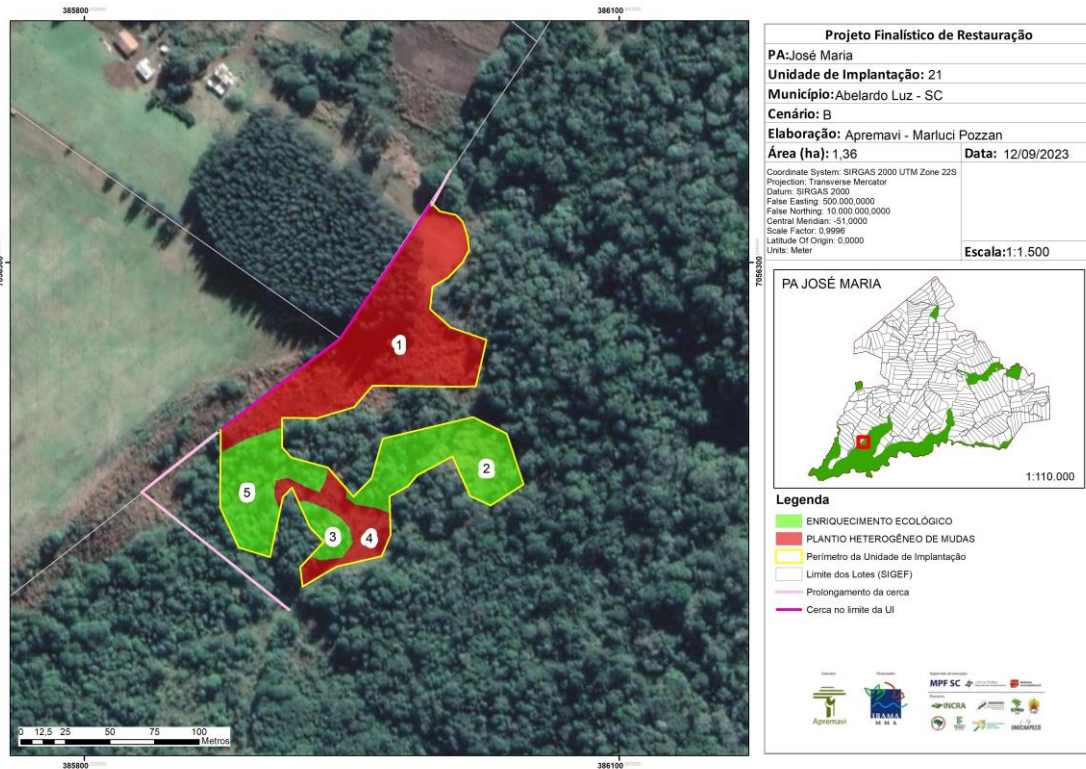 385800
386100
7056300
7056300
1
2
5
3
4
0 12,5 25 50 75 100
Metros
385800
386100
Projeto Finalístico de Restauração
PA:José Maria
Unidade de Implantação: 21
Município:Abelardo Luz - SC
Cenário: B
Elaboração: Apremavi - Marluci Pozzan
Área (ha): 1,36
Data: 12/09/2023
Coordinate System: SIRGAS 2000 UTM Zone 22S
Projection: Transverse Mercator
Datum: SIRGAS 2000
False Easting: 500.000,0000
False Northing: 10.000.000,0000
Central Meridian: -51,0000
Scale Factor: 0,9996
Latitude Of Origin: 0,0000
Units: Meter
Escala:1:1.500
PA JOSÉ MARIA
1:110.000
Legenda
ENRIQUECIMENTO ECOLÓGICO
PLANTIO HETEROGÊNEO DE MUDAS
Perímetro da Unidade de Implantação
Limite dos Lotes (SIGEF)
Prolongamento da cerca
Cerca no limite da UI
Apremavi
IBAMA
MMA
MPF SC
INCRA
UNOCHAPECÓ